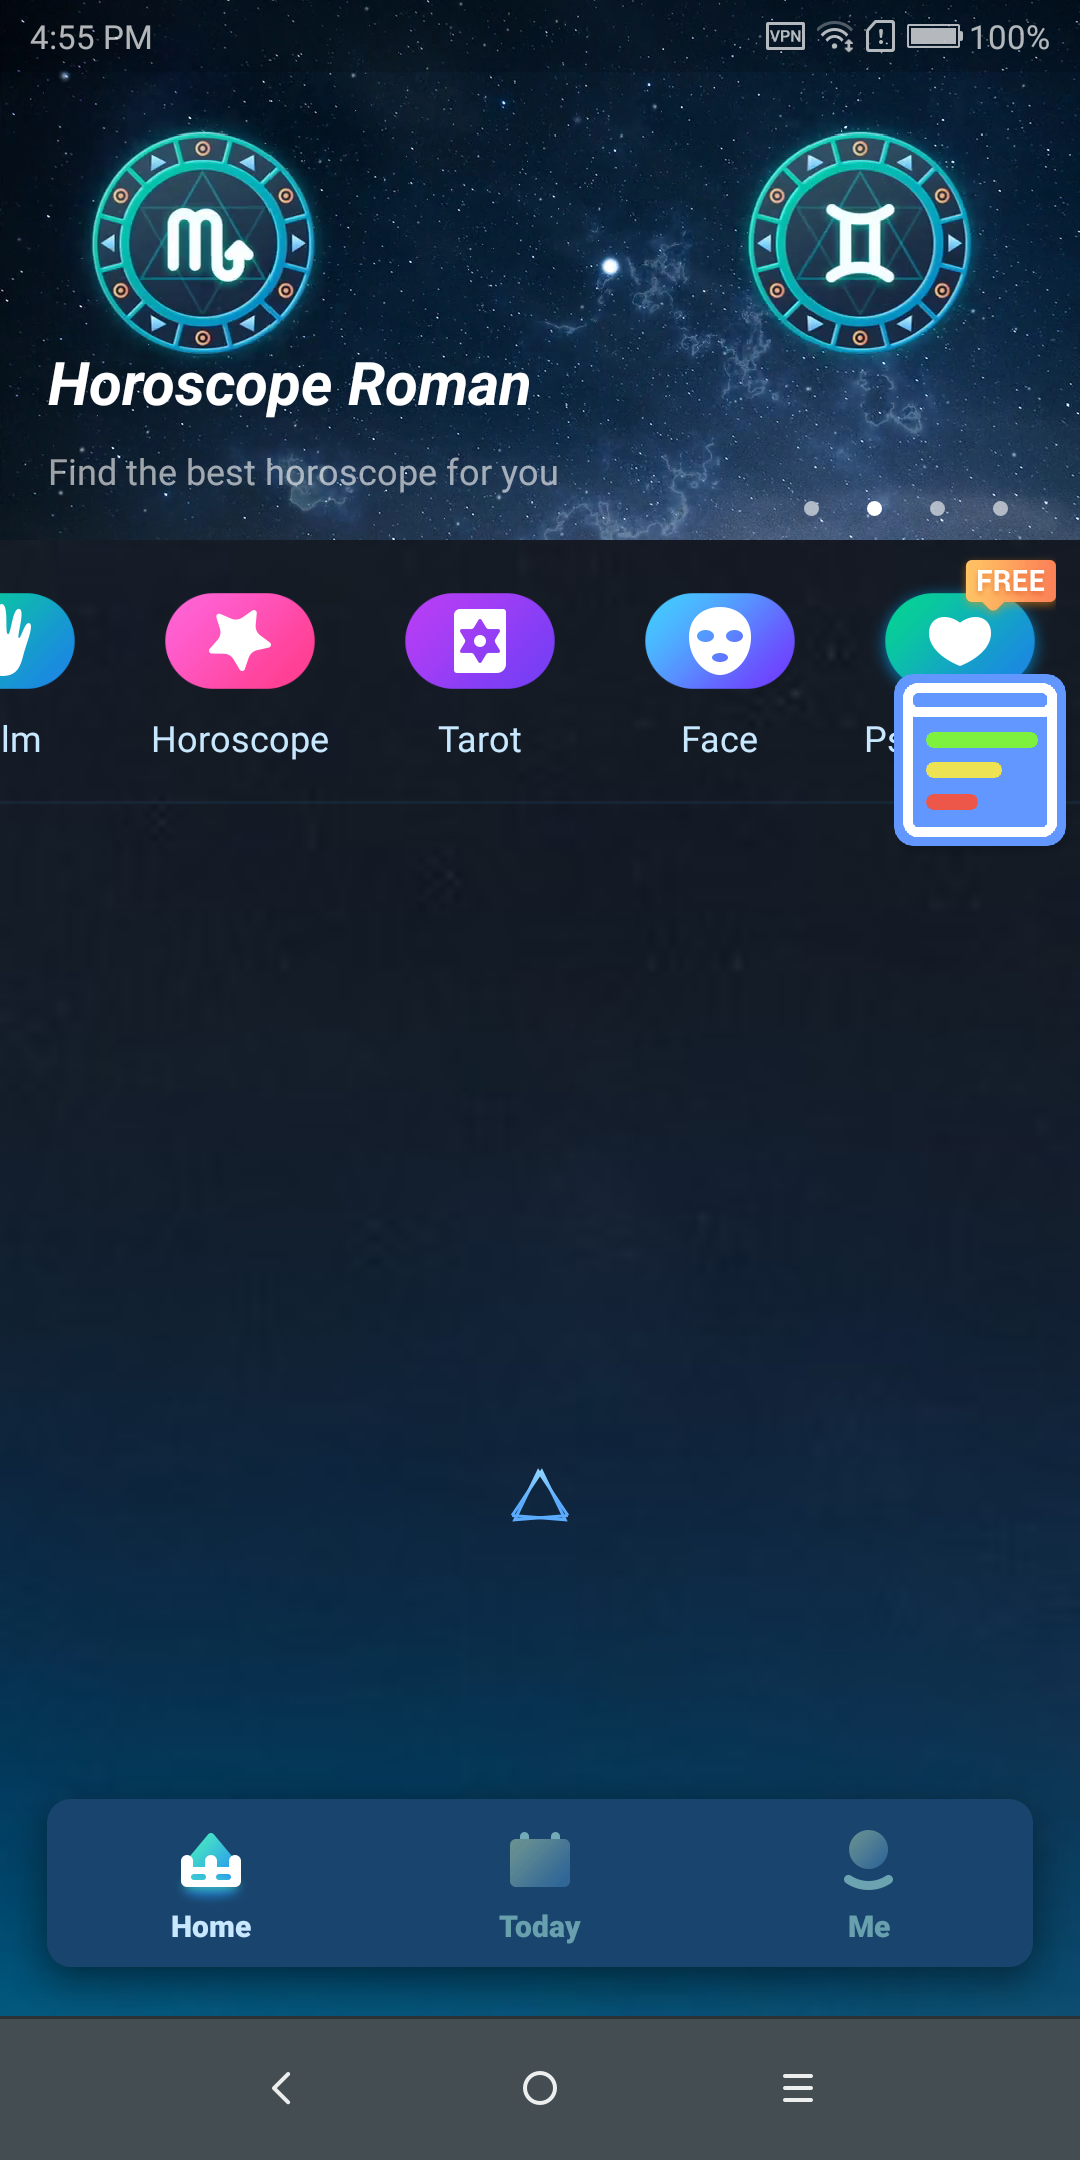 4:55 PM
VPN
100%
Horoscope Roman
Find the best horoscope for you
FREE
lm
Horoscope
Tarot
Face
Ps
Home
Today
Me